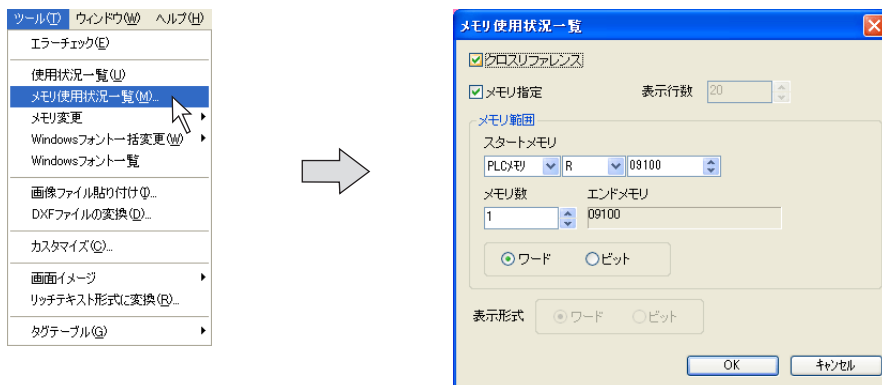 ツール(T) ウィンドウ(W) ヘルプ(H)
エラーチェック(E)
使用状況一覧(U)
メモリ使用状況一覧(M)...
メモリ変更
Windowsフォント一括変更(W)
Windowsフォント一覧
画像ファイル貼り付け(I)...
DXFファイルの変換(D)...
カスタマイズ(C)...
画面イメージ
リッチテキスト形式に変換(R)...
タグテーブル(G)
メモリ使用状況一覧
クロスリファレンス
メモリ指定 表示行数 20
メモリ範囲
スタートメモリ
PLCメモリ R 09100
メモリ数 エンドメモリ
1 09100
ワード ビット
表示形式 ワード ビット
OK キャンセル